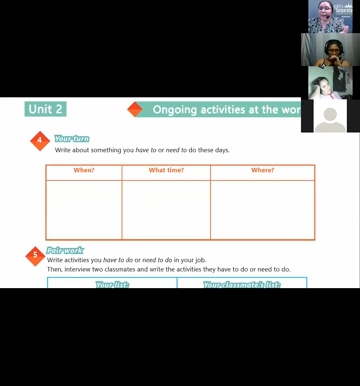 Unit 2
Ongoing activities at the wor
4
Your turn
Write about something you have to or need to do these days.
When? What time? Where?
5
Pair work
Write activities you have to do or need to do in your job.
Then, interview two classmates and write the activities they have to do or need to do.
Your list: Your classmate's list: